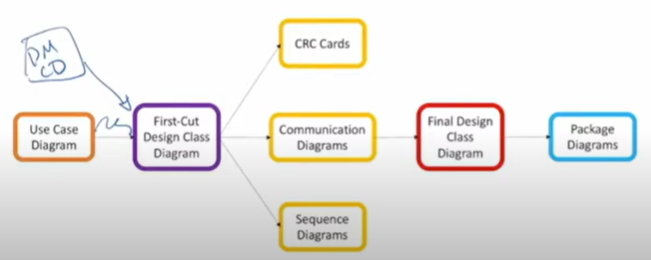 DM
CD
CRC Cards
Use Case
Diagram
First-Cut
Design Class
Diagram
Communication
Diagrams
Final Design
Class
Diagram
Package
Diagrams
Sequence
Diagrams